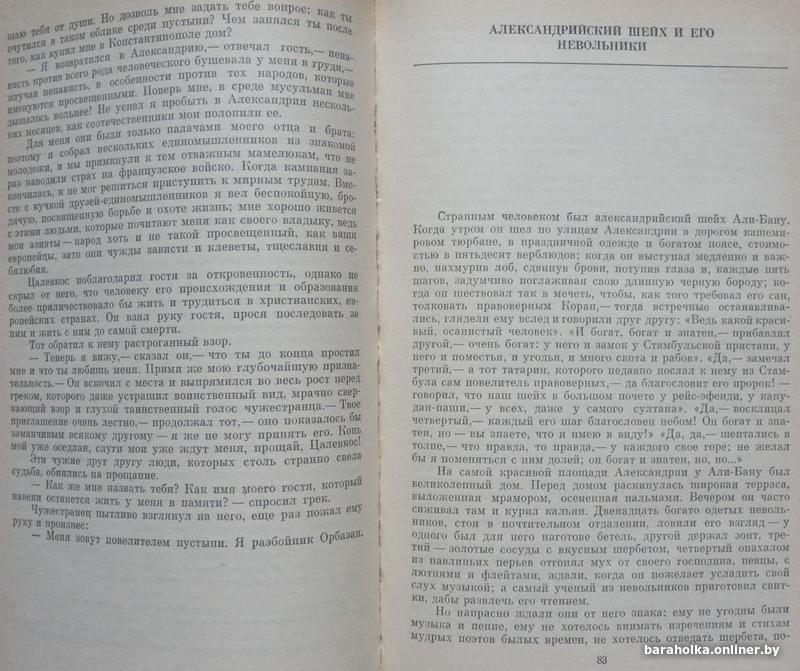 щаю тебя от души. Но дозволь мне задать тебе вопрос: как ты
очутился в таком облике среди пустыни? Чем занялся ты после
того, как купил мне в Константинополе дом?
— Я возвратился в Александрию,— отвечал гость,— нена-
висть против всего рода человеческого бушевала у меня в груди,—
жгучая ненависть, в особенности против тех народов, которые
именуются просвещенными. Поверь мне, в среде мусульман мне
дышалось вольнее! Не успел я пробыть в Александрии несколь-
ких месяцев, как соотечественники мои полонили ее.
Для меня они были только палачами моего отца и брата;
поэтому я собрал нескольких единомышленников из знакомой
молодежи, и мы примкнули к тем отважным мамелюкам, что не
раз наводили страх на французское войско. Когда кампания за-
кончилась, я не мог решиться приступить к мирным трудам. Вме-
сте с кучкой друзей-единомышленников я вел беспокойную, бро-
дячую, посвященную борьбе и охоте жизнь; мне хорошо живется
с этими людьми, которые почитают меня как своего владыку, ведь
мои азиаты — народ хоть и не такой просвещенный, как ваши
европейцы, зато они чужды зависти и клеветы, тщеславия и се-
бялюбия.
Цалевкос поблагодарил гостя за откровенность, однако не
скрыл от него, что человеку его происхождения и образования
более приличествовало бы жить и трудиться в христианских, ев-
ропейских странах. Он взял руку гостя, прося последовать за
ним и жить с ним до самой смерти.
Тот обратил к нему растроганный взор.
— Теперь я вижу,— сказал он,— что ты до конца простил
мне и что ты любишь меня. Прими же мою глубочайшую призна-
тельность.— Он вскочил с места и выпрямился во весь рост перед
греком, которого даже устрашил воинственный вид, мрачно свер-
кающий взор и глухой таинственный голос чужестранца.— Твое
приглашение очень лестно,— продолжал тот,— оно показалось бы
заманчивым всякому другому — я же не могу принять его. Конь
мой уже оседлан, слуги мои уже ждут меня, прощай, Цалевкос!
Эти чужие друг другу люди, которых столь странно свела
судьба, обнялись на прощание.
— Как же мне назвать тебя? Как имя моего гостя, который
навеки останется жить у меня в памяти? — спросил грек.
Чужестранец пытливо взглянул на него, еще раз пожал ему
руку и произнес:
— Меня зовут повелителем пустыни. Я разбойник Орбазан.
АЛЕКСАНДРИЙСКИЙ ШЕЙХ И ЕГО
НЕВОЛЬНИКИ
Странным человеком был александрийский шейх Али-Бану.
Когда утром он шел по улицам Александрии в дорогом кашеми-
ровом тюрбане, в праздничной одежде и богатом поясе, стоимо-
стью в пятьдесят верблюдов; когда он выступал медленно и важ-
но, нахмурив лоб, сдвинув брови, потупив глаза и, каждые пять
шагов, задумчиво поглаживая свою длинную черную бороду; ко-
гда он шествовал так в мечеть, чтобы, как того требовал его сан,
толковать правоверным Коран,— тогда встречные останавлива-
лись, глядели ему вслед и говорили друг другу: «Ведь какой краси-
вый, осанистый человек». «И богат, богат и знатен,— прибавлял
другой,— очень богат: у него и замок у Стамбульской пристани, у
него и поместья, и угодья, и много скота и рабов». «Да,— замечал
третий,— а тот татарин, которого недавно послал к нему из Стам-
була сам повелитель правоверных,— да благословит его пророк! —
говорил, что наш шейх в большом почете у рейс-эфенди, у капу-
дан-паши,— у всех, даже у самого султана». «Да,— восклицал
четвертый,— каждый его шаг благословен небом! Он богат и зна-
тен, но — вы знаете, что я имею в виду!» «Да, да,— шептались в
толпе,— что правда, то правда,— у каждого свое горе; не желал
бы я поменяться с ним долей; он богат и знатен, но, но...»
На самой красивой площади Александрии у Али-Бану был
великолепный дом. Перед домом раскинулась широкая терраса,
выложенная мрамором, осененная пальмами. Вечером он часто
сиживал там и курил кальян. Двенадцать богато одетых неволь-
ников, стоя в почтительном отдалении, ловили его взгляд — у
одного был для него наготове бетель, другой держал зонт, тре-
тий — золотые сосуды с вкусным шербетом, четвертый опахалом
из павлиньих перьев отгонял мух от своего господина, певцы, с
лютнями и флейтами, ждали, когда он пожелает усладить свой
слух музыкой; а самый ученый из невольников приготовил свит-
ки, дабы развлечь его чтением.
Но напрасно ждали они от него знака: ему не угодны были
музыка и пение, ему не хотелось внимать изречениям и стихам
мудрых поэтов былых времен, не хотелось отведать шербета, по-
83
baraholka.onliner.by